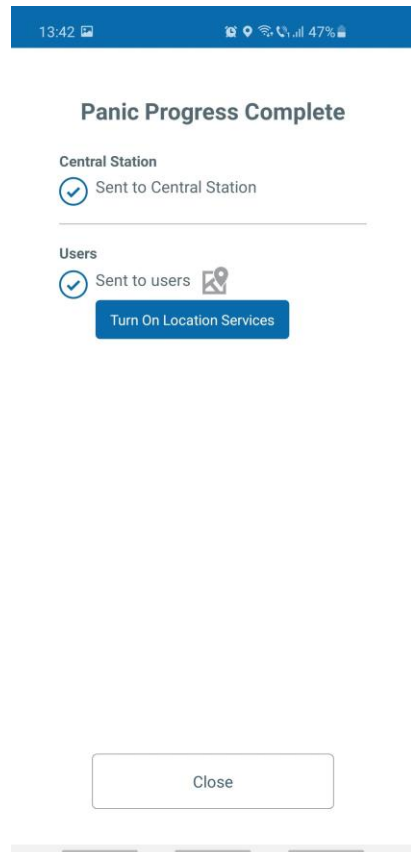 13:42 47%
Panic Progress Complete
Central Station
Sent to Central Station
Users
Sent to users
Turn On Location Services
Close